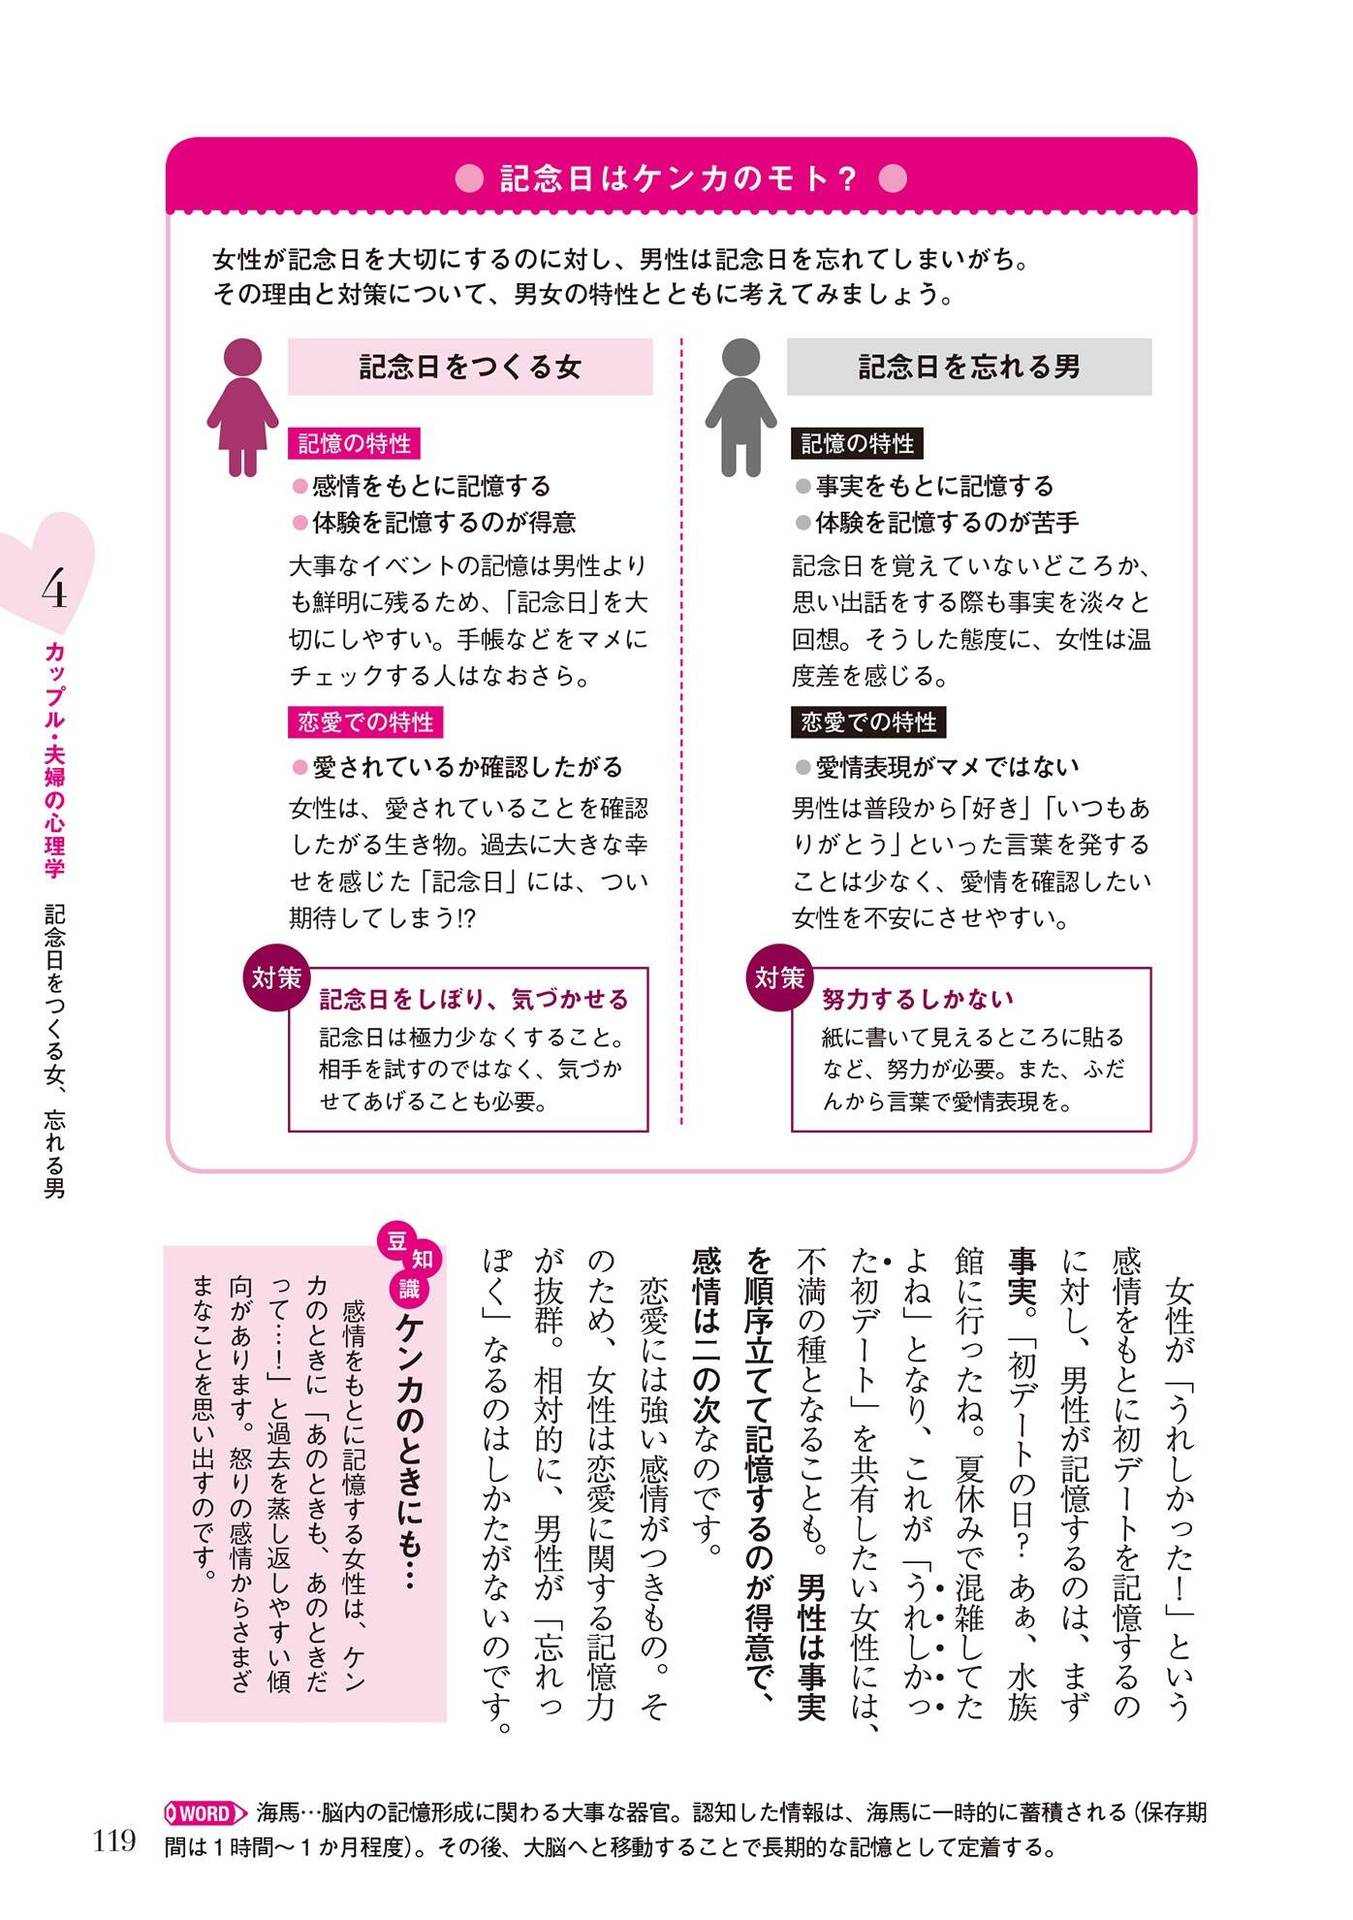 記念日はケンカのモト？
女性が記念日を大切にするのに対し、男性は記念日を忘れてしまいがち。
その理由と対策について、男女の特性とともに考えてみましょう。
記念日をつくる女
記憶の特性
●感情をもとに記憶する
●体験を記憶するのが得意
大事なイベントの記憶は男性より
も鮮明に残るため、「記念日」を大
切にしやすい。手帳などをマメに
チェックする人はなおさら。
恋愛での特性
●愛されているか確認したがる
女性は、愛されていることを確認
したがる生き物。過去に大きな幸
せを感じた「記念日」には、つい
期待してしまう!?
対策
記念日をしぼり、気づかせる
記念日は極力少なくすること。
相手を試すのではなく、気づか
せてあげることも必要。
記念日を忘れる男
記憶の特性
●事実をもとに記憶する
●体験を記憶するのが苦手
記念日を覚えていないどころか、
思い出話をする際も事実を淡々と
回想。そうした態度に、女性は温
度差を感じる。
恋愛での特性
●愛情表現がマメではない
男性は普段から「好き」「いつもあ
りがとう」といった言葉を発する
ことは少なく、愛情を確認したい
女性を不安にさせやすい。
対策
努力するしかない
紙に書いて見えるところに貼る
など、努力が必要。また、ふだ
んから言葉で愛情表現を。
女性が「うれしかった！」という
感情をもとに初デートを記憶するの
に対し、男性が記憶するのは、まず
事実。「初デートの日？ あぁ、水族
館に行ったね。夏休みで混雑してた
よね」となり、これが「うれしかっ
た初デート」を共有したい女性には、
不満の種となることも。男性は事実
を順序立てて記憶するのが得意で、
感情は二の次なのです。
恋愛には強い感情がつきもの。そ
のため、女性は恋愛に関する記憶力
が抜群。相対的に、男性が「忘れっ
ぽく」なるのはしかたがないのです。
豆知識
ケンカのときにも…
感情をもとに記憶する女性は、ケン
カのときに「あのときも、あのときだ
って…！」と過去を蒸し返しやすい傾
向があります。怒りの感情からさまざ
まなことを思い出すのです。
WORD 海馬…脳内の記憶形成に関わる大事な器官。認知した情報は、海馬に一時的に蓄積される（保存期
間は1時間〜1か月程度）。その後、大脳へと移動することで長期的な記憶として定着する。
4
カップル・夫婦の心理学 記念日をつくる女、忘れる男
119